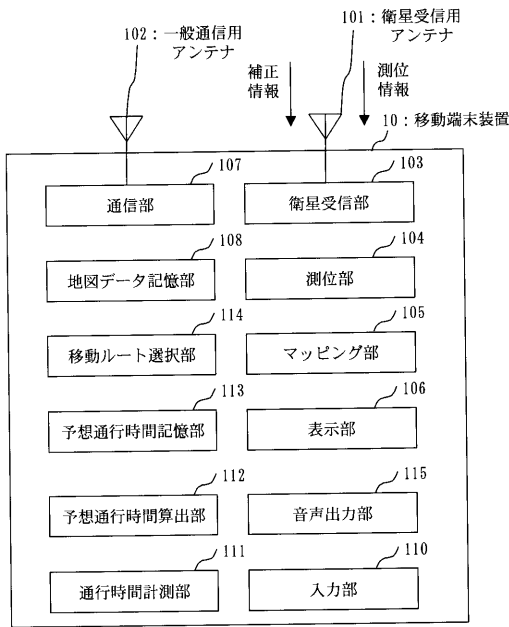 102：一般通信用
アンテナ
101：衛星受信用
アンテナ
補正
情報
測位
情報
10：移動端末装置
107
通信部
103
衛星受信部
108
地図データ記憶部
104
測位部
114
移動ルート選択部
105
マッピング部
113
予想通行時間記憶部
106
表示部
112
予想通行時間算出部
115
音声出力部
111
通行時間計測部
110
入力部